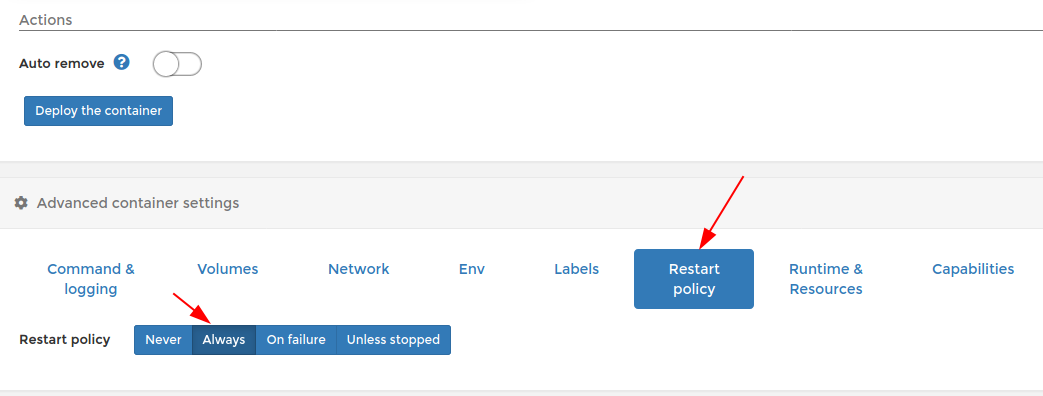 Actions
Auto remove ?
Deploy the container
Advanced container settings
Command & logging
Volumes
Network
Env
Labels
Restart policy
Runtime & Resources
Capabilities
Restart policy Never Always On failure Unless stopped